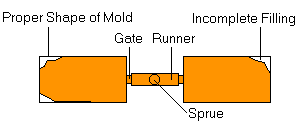 Proper Shape of Mold
Incomplete Filling
Gate
Runner
Sprue